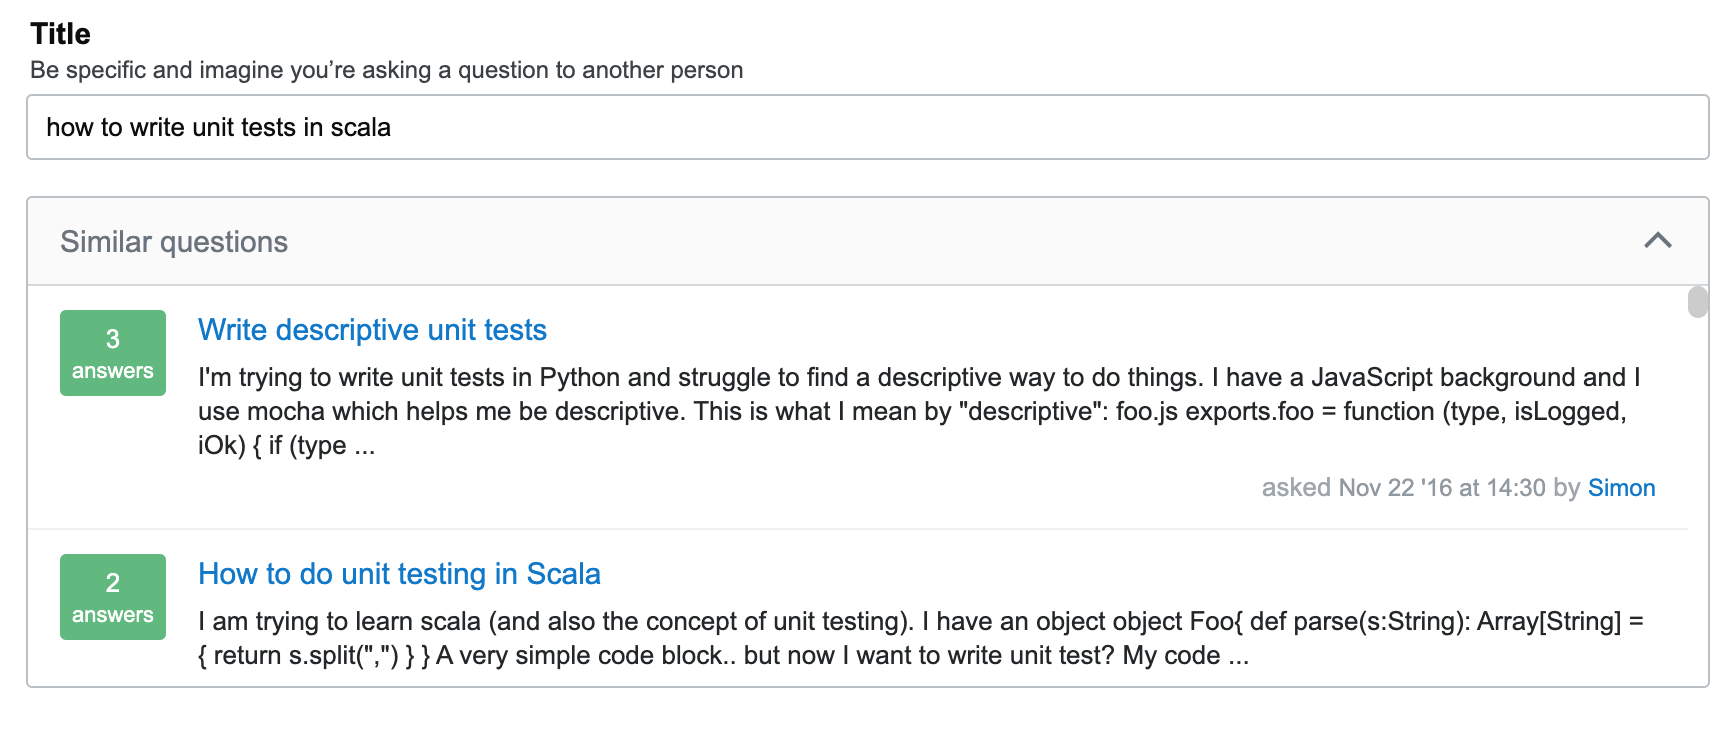 Title
Be specific and imagine you’re asking a question to another person
how to write unit tests in scala
Similar questions
3
answers
Write descriptive unit tests
I'm trying to write unit tests in Python and struggle to find a descriptive way to do things. I have a JavaScript background and I
use mocha which helps me be descriptive. This is what I mean by "descriptive": foo.js exports.foo = function (type, isLogged,
iOk) { if (type ...
asked Nov 22 '16 at 14:30 by Simon
2
answers
How to do unit testing in Scala
I am trying to learn scala (and also the concept of unit testing). I have an object object Foo{ def parse(s:String): Array[String] =
{ return s.split(",") } } A very simple code block.. but now I want to write unit test? My code ...